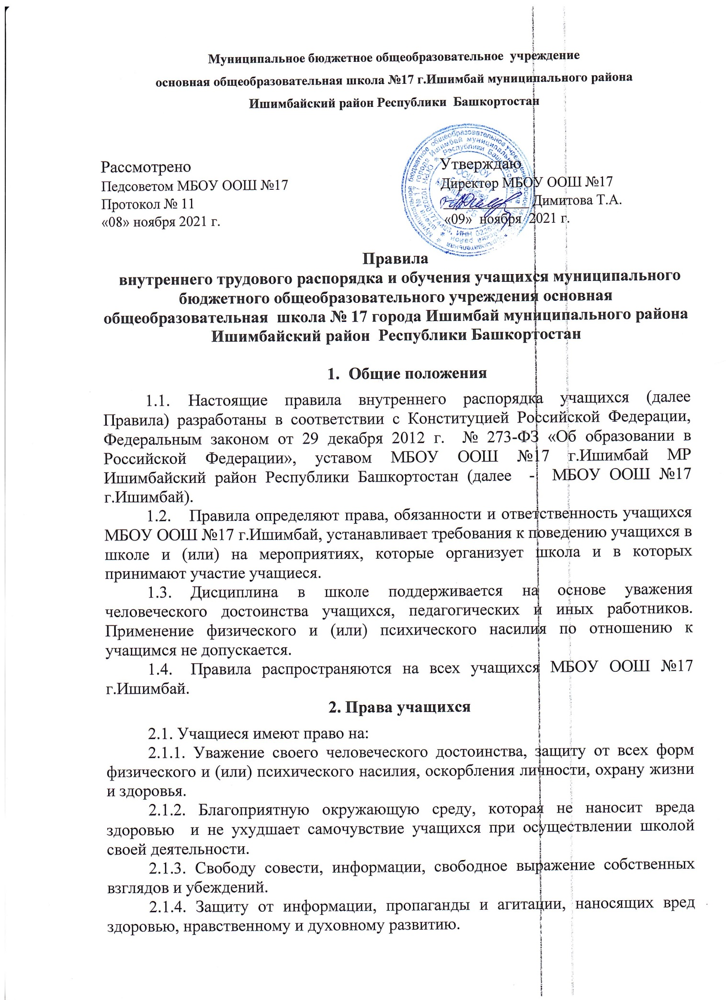 Муниципальное бюджетное общеобразовательное учреждение
основная общеобразовательная школа №17 г.Ишимбай муниципального района
Ишимбайский район Республики Башкортостан
Рассмотрено
Педсоветом МБОУ ООШ №17
Протокол № 11
«08» ноября 2021 г.
Утверждаю
Директор МБОУ ООШ №17
Димитова Т.А.
«09» ноября 2021 г.
Правила
внутреннего трудового распорядка и обучения учащихся муниципального
бюджетного общеобразовательного учреждения основная
общеобразовательная школа № 17 города Ишимбай муниципального района
Ишимбайский район Республики Башкортостан
1. Общие положения
1.1. Настоящие правила внутреннего распорядка учащихся (далее
Правила) разработаны в соответствии с Конституцией Российской Федерации,
Федеральным законом от 29 декабря 2012 г. № 273-ФЗ «Об образовании в
Российской Федерации», уставом МБОУ ООШ №17 г.Ишимбай МР
Ишимбайский район Республики Башкортостан (далее - МБОУ ООШ №17
г.Ишимбай).
1.2. Правила определяют права, обязанности и ответственность учащихся
МБОУ ООШ №17 г.Ишимбай, устанавливает требования к поведению учащихся в
школе и (или) на мероприятиях, которые организует школа и в которых
принимают участие учащиеся.
1.3. Дисциплина в школе поддерживается на основе уважения
человеческого достоинства учащихся, педагогических и иных работников.
Применение физического и (или) психического насилия по отношению к
учащимся не допускается.
1.4. Правила распространяются на всех учащихся МБОУ ООШ №17
г.Ишимбай.
2. Права учащихся
2.1. Учащиеся имеют право на:
2.1.1. Уважение своего человеческого достоинства, защиту от всех форм
физического и (или) психического насилия, оскорбления личности, охрану жизни
и здоровья.
2.1.2. Благоприятную окружающую среду, которая не наносит вреда
здоровью и не ухудшает самочувствие учащихся при осуществлении школой
своей деятельности.
2.1.3. Свободу совести, информации, свободное выражение собственных
взглядов и убеждений.
2.1.4. Защиту от информации, пропаганды и агитации, наносящих вред
здоровью, нравственному и духовному развитию.